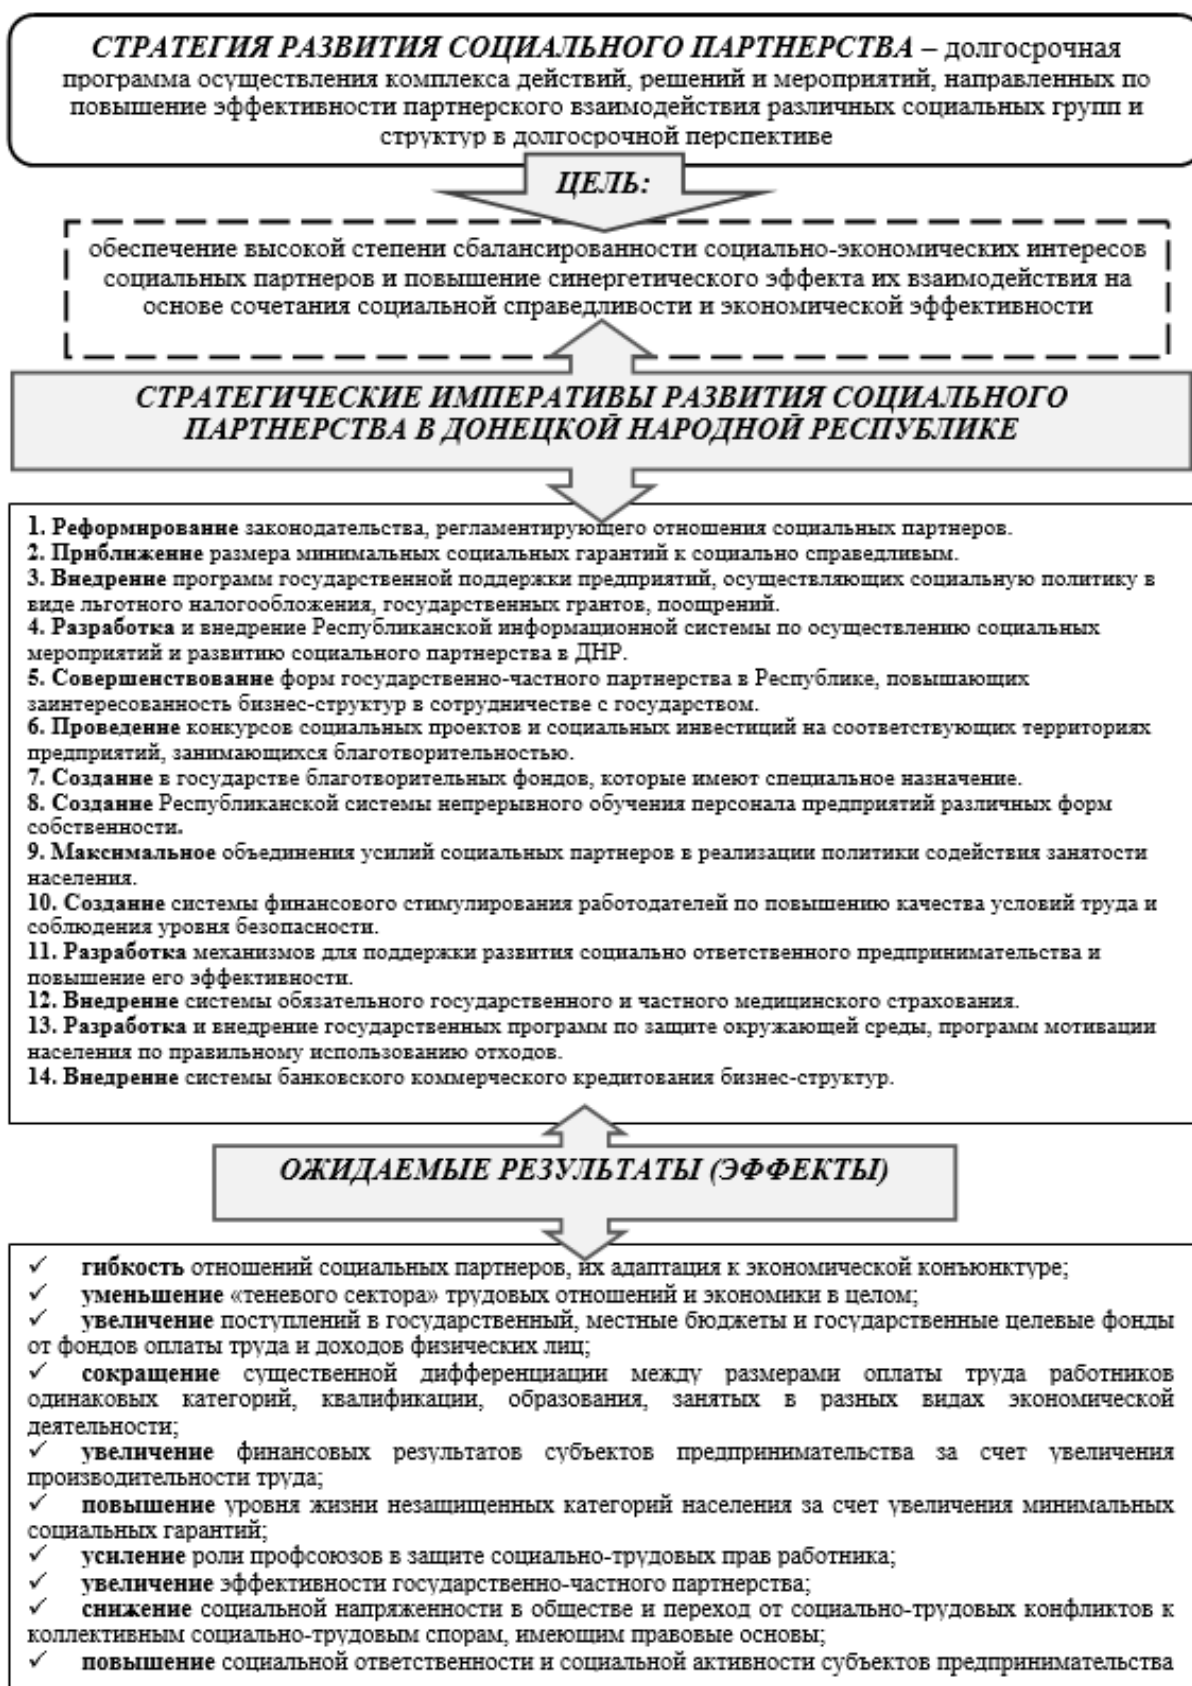 СТРАТЕГИЯ РАЗВИТИЯ СОЦИАЛЬНОГО ПАРТНЕРСТВА – долгосрочная
программа осуществления комплекса действий, решений и мероприятий, направленных по
повышение эффективности партнерского взаимодействия различных социальных групп и
структур в долгосрочной перспективе
ЦЕЛЬ:
обеспечение высокой степени сбалансированности социально-экономических интересов
социальных партнеров и повышение синергетического эффекта их взаимодействия на
основе сочетания социальной справедливости и экономической эффективности
СТРАТЕГИЧЕСКИЕ ИМПЕРАТИВЫ РАЗВИТИЯ СОЦИАЛЬНОГО
ПАРТНЕРСТВА В ДОНЕЦКОЙ НАРОДНОЙ РЕСПУБЛИКЕ
1. Реформирование законодательства, регламентирующего отношения социальных партнеров.
2. Приближение размера минимальных социальных гарантий к социально справедливым.
3. Внедрение программ государственной поддержки предприятий, осуществляющих социальную политику в
виде льготного налогообложения, государственных грантов, поощрений.
4. Разработка и внедрение Республиканской информационной системы по осуществлению социальных
мероприятий и развитию социального партнерства в ДНР.
5. Совершенствование форм государственно-частного партнерства в Республике, повышающих
заинтересованность бизнес-структур в сотрудничестве с государством.
6. Проведение конкурсов социальных проектов и социальных инвестиций на соответствующих территориях
предприятий, занимающихся благотворительностью.
7. Создание в государстве благотворительных фондов, которые имеют специальное назначение.
8. Создание Республиканской системы непрерывного обучения персонала предприятий различных форм
собственности.
9. Максимальное объединения усилий социальных партнеров в реализации политики содействия занятости
населения.
10. Создание системы финансового стимулирования работодателей по повышению качества условий труда и
соблюдения уровня безопасности.
11. Разработка механизмов для поддержки развития социально ответственного предпринимательства и
повышение его эффективности.
12. Внедрение системы обязательного государственного и частного медицинского страхования.
13. Разработка и внедрение государственных программ по защите окружающей среды, программ мотивации
населения по правильному использованию отходов.
14. Внедрение системы банковского коммерческого кредитования бизнес-структур.
ОЖИДАЕМЫЕ РЕЗУЛЬТАТЫ (ЭФФЕКТЫ)
✓ гибкость отношений социальных партнеров, их адаптация к экономической конъюнктуре;
✓ уменьшение «теневого сектора» трудовых отношений и экономики в целом;
✓ увеличение поступлений в государственный, местные бюджеты и государственные целевые фонды
от фондов оплаты труда и доходов физических лиц;
✓ сокращение существенной дифференциации между размерами оплаты труда работников
одинаковых категорий, квалификации, образования, занятых в разных видах экономической
деятельности;
✓ увеличение финансовых результатов субъектов предпринимательства за счет увеличения
производительности труда;
✓ повышение уровня жизни незащищенных категорий населения за счет увеличения минимальных
социальных гарантий;
✓ усиление роли профсоюзов в защите социально-трудовых прав работника;
✓ увеличение эффективности государственно-частного партнерства;
✓ снижение социальной напряженности в обществе и переход от социально-трудовых конфликтов к
коллективным социально-трудовым спорам, имеющим правовые основы;
✓ повышение социальной ответственности и социальной активности субъектов предпринимательства